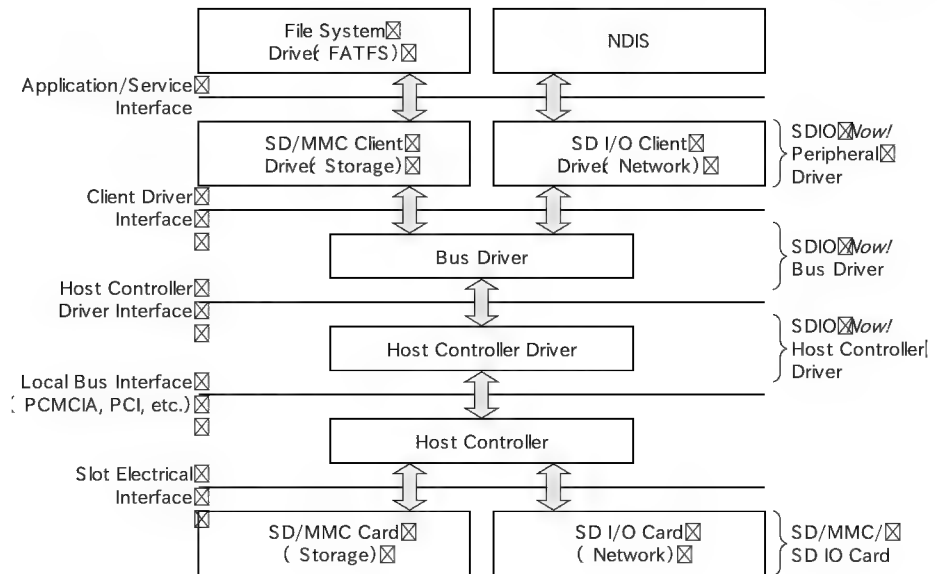 File System
Drive( FATFS)
NDIS
Application/Service
Interface
SD/MMC Client
Drive( Storage)
SD I/O Client
Drive( Network)
SDIO Now!
Peripheral
Driver
Client Driver
Interface
Bus Driver
SDIO Now!
Bus Driver
Host Controller
Driver Interface
Host Controller Driver
SDIO Now!
Host Controller
Driver
Local Bus Interface
( PCMCIA, PCI, etc.)
Host Controller
Slot Electrical
Interface
SD/MMC Card
( Storage)
SD I/O Card
( Network)
SD/MMC/
SD IO Card